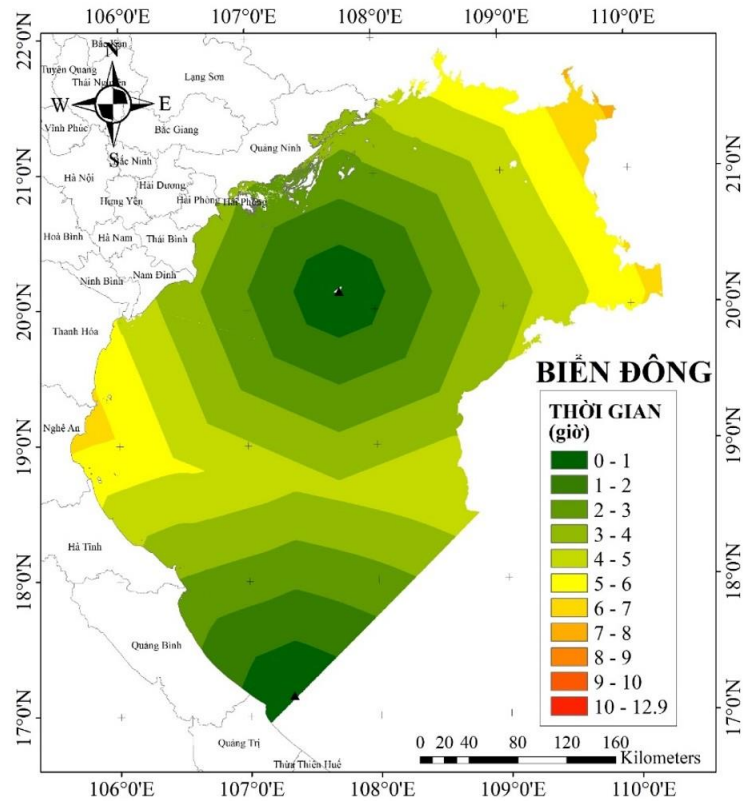 106°0'E 107°0'E 108°0'E 109°0'E 110°0'E
22°0'N
21°0'N
20°0'N
19°0'N
18°0'N
17°0'N
Bắc Kạn
N
Tuyên Quang
Lạng Sơn
Thái Nguyên
W
E
Vĩnh Phúc
Bắc Giang
S
Bắc Ninh
Quảng Ninh
Hà Nội
Hải Dương
Hưng Yên
Hải Phòng
Hải Phòng
Hoà Bình
Hà Nam
Thái Bình
Ninh Bình
Nam Định
Thanh Hóa
Nghệ An
Hà Tĩnh
Quảng Bình
Quảng Trị
Thừa Thiên Huế
BIỂN ĐÔNG
THỜI GIAN
(giờ)
0 - 1
1 - 2
2 - 3
3 - 4
4 - 5
5 - 6
6 - 7
7 - 8
8 - 9
9 - 10
10 - 12.9
0 20 40 80 120 160
Kilometers
21°0'N
20°0'N
19°0'N
18°0'N
17°0'N
106°0'E 107°0'E 108°0'E 109°0'E 110°0'E